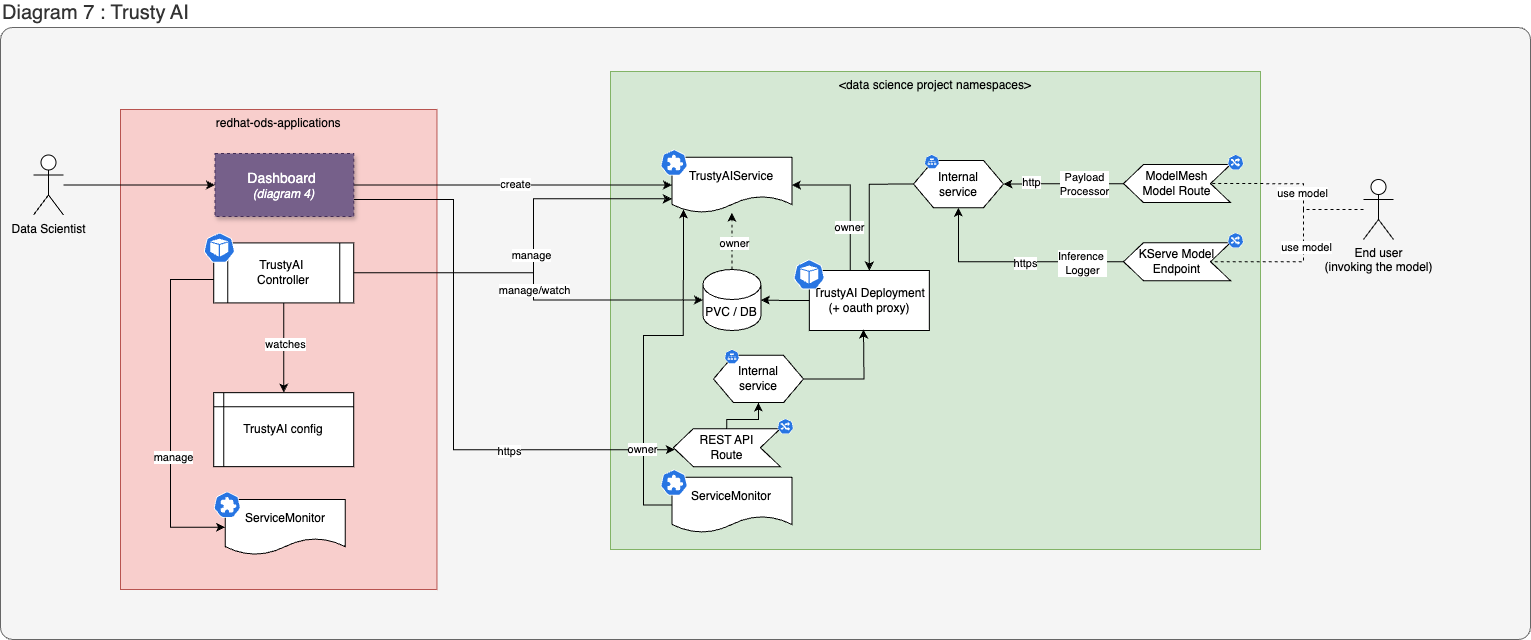 Diagram 7 : Trusty AI
<data science project namespaces>
redhat-ods-applications
Data Scientist
Dashboard
(diagram 4)
create
TrustyAIService
Internal
service
http
Payload
Processor
ModelMesh
Model Route
use model
End user
(invoking the model)
use model
KServe Model
Endpoint
Inference
Logger
https
owner
owner
manage
manage/watch
TrustyAI
Controller
PVC / DB
TrustyAI Deployment
(+ oauth proxy)
watches
Internal
service
TrustyAI config
manage
https
owner
REST API
Route
ServiceMonitor
ServiceMonitor